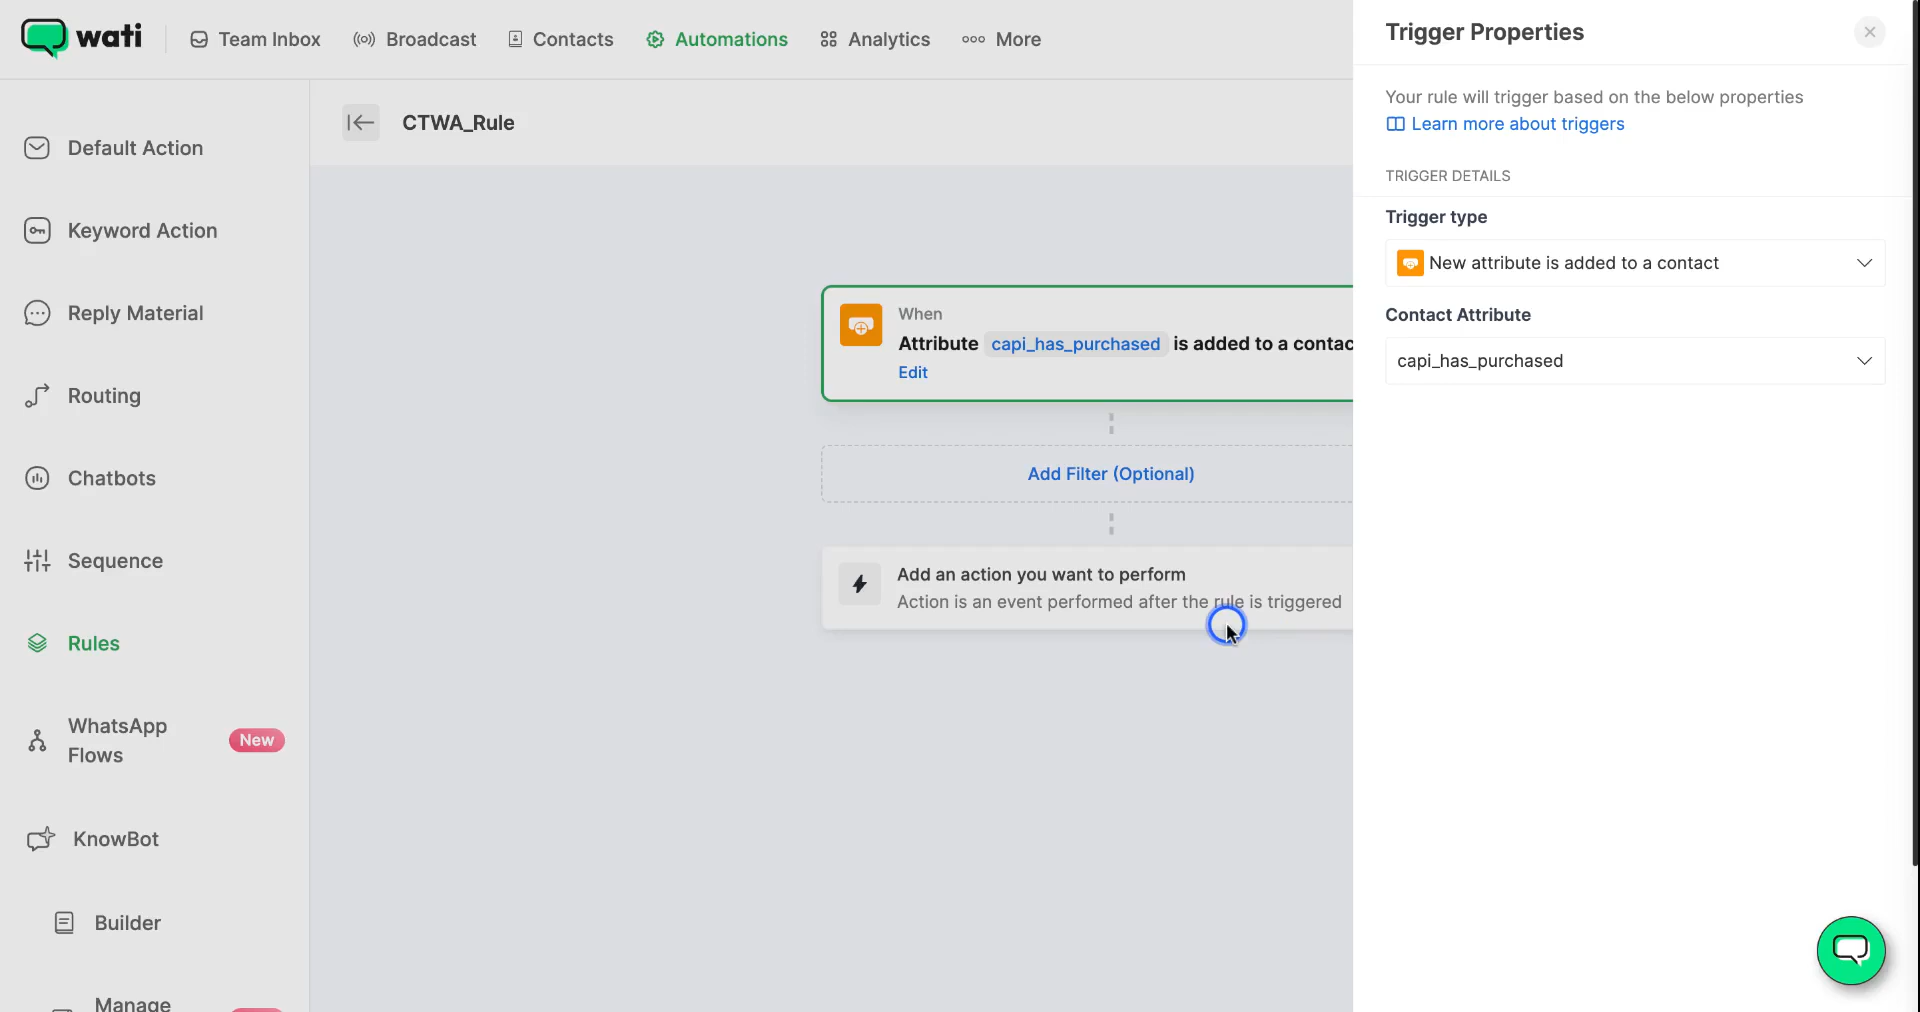 wati
Team Inbox
Broadcast
Contacts
Automations
Analytics
More
Default Action
Keyword Action
Reply Material
Routing
Chatbots
Sequence
Rules
WhatsApp
Flows
New
KnowBot
Builder
Manage
CTWA_Rule
When
Attribute capi_has_purchased is added to a contac
Edit
Add Filter (Optional)
Add an action you want to perform
Action is an event performed after the rule is triggered
Trigger Properties
Your rule will trigger based on the below properties
Learn more about triggers
TRIGGER DETAILS
Trigger type
New attribute is added to a contact
Contact Attribute
capi_has_purchased